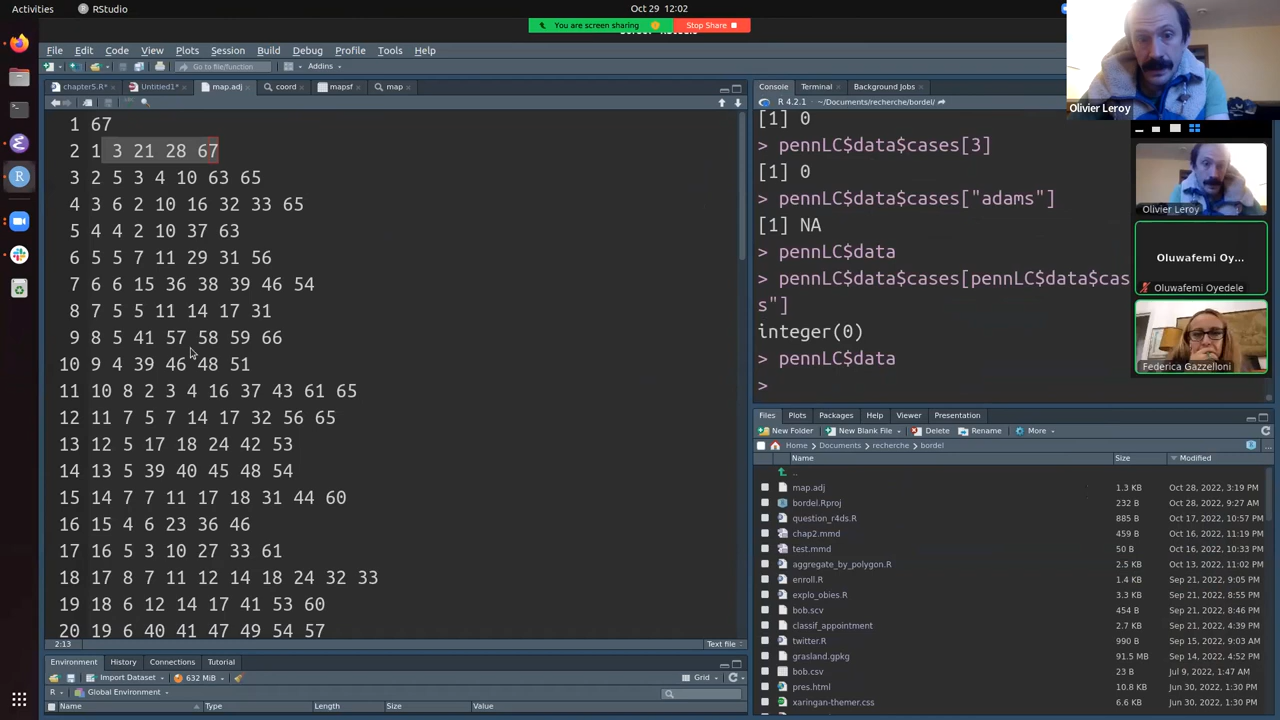 Activities
RStudio
Oct 29 12:02
You are screen sharing
Stop Share
File Edit Code View Plots Session Build Debug Profile Tools Help
Go to file/function
Addins
chapter5.R*
Untitled1*
map.adj
coord
mapsf
map
1 67
2 1 3 21 28 67
3 2 5 3 4 10 63 65
4 3 6 2 10 16 32 33 65
5 4 4 2 10 37 63
6 5 5 7 11 29 31 56
7 6 6 15 36 38 39 46 54
8 7 5 5 11 14 17 31
9 8 5 41 57 58 59 66
10 9 4 39 46 48 51
11 10 8 2 3 4 16 37 43 61 65
12 11 7 5 7 14 17 32 56 65
13 12 5 17 18 24 42 53
14 13 5 39 40 45 48 54
15 14 7 7 11 17 18 31 44 60
16 15 4 6 23 36 46
17 16 5 3 10 27 33 61
18 17 8 7 11 12 14 18 24 32 33
19 18 6 12 14 17 41 53 60
20 19 6 40 41 47 49 54 57
2:13
Text file
Environment History Connections Tutorial
Import Dataset
632 MiB
Grid
R
Global Environment
Name Type Length Size Value
Console Terminal Background Jobs
R 4.2.1 · ~/Documents/recherche/bordel/
[1] 0
> pennLC$data$cases[3]
[1] 0
> pennLC$data$cases["adams"]
[1] NA
> pennLC$data
> pennLC$data$cases[pennLC$data$cas
s"]
integer(0)
> pennLC$data
>
Files Plots Packages Help Viewer Presentation
New Folder New Blank File Delete Rename More
Home Documents recherche bordel
Name Size Modified
..
map.adj 1.3 KB Oct 28, 2022, 3:19 PM
bordel.Rproj 232 B Oct 28, 2022, 9:27 AM
question_r4ds.R 885 B Oct 17, 2022, 10:57 PM
chap2.mmd 459 B Oct 16, 2022, 11:19 PM
test.mmd 50 B Oct 16, 2022, 10:33 PM
aggregate_by_polygon.R 2.5 KB Oct 13, 2022, 11:02 PM
enroll.R 1.4 KB Sep 21, 2022, 9:05 PM
explo_obies.R 3.3 KB Sep 21, 2022, 8:55 PM
bob.scv 454 B Sep 21, 2022, 8:46 PM
classif_appointment 2.7 KB Sep 21, 2022, 4:39 PM
twitter.R 990 B Sep 15, 2022, 9:03 AM
grasland.gpkg 91.5 MB Sep 14, 2022, 4:52 PM
bob.csv 23 B Jul 9, 2022, 1:47 AM
pres.html 10.8 KB Jun 30, 2022, 1:30 PM
xaringan-themer.css 6.6 KB Jun 30, 2022, 1:30 PM
Olivier Leroy
Olivier Leroy
Oluwafemi Oy...
Oluwafemi Oyedele
Federica Gazzelloni